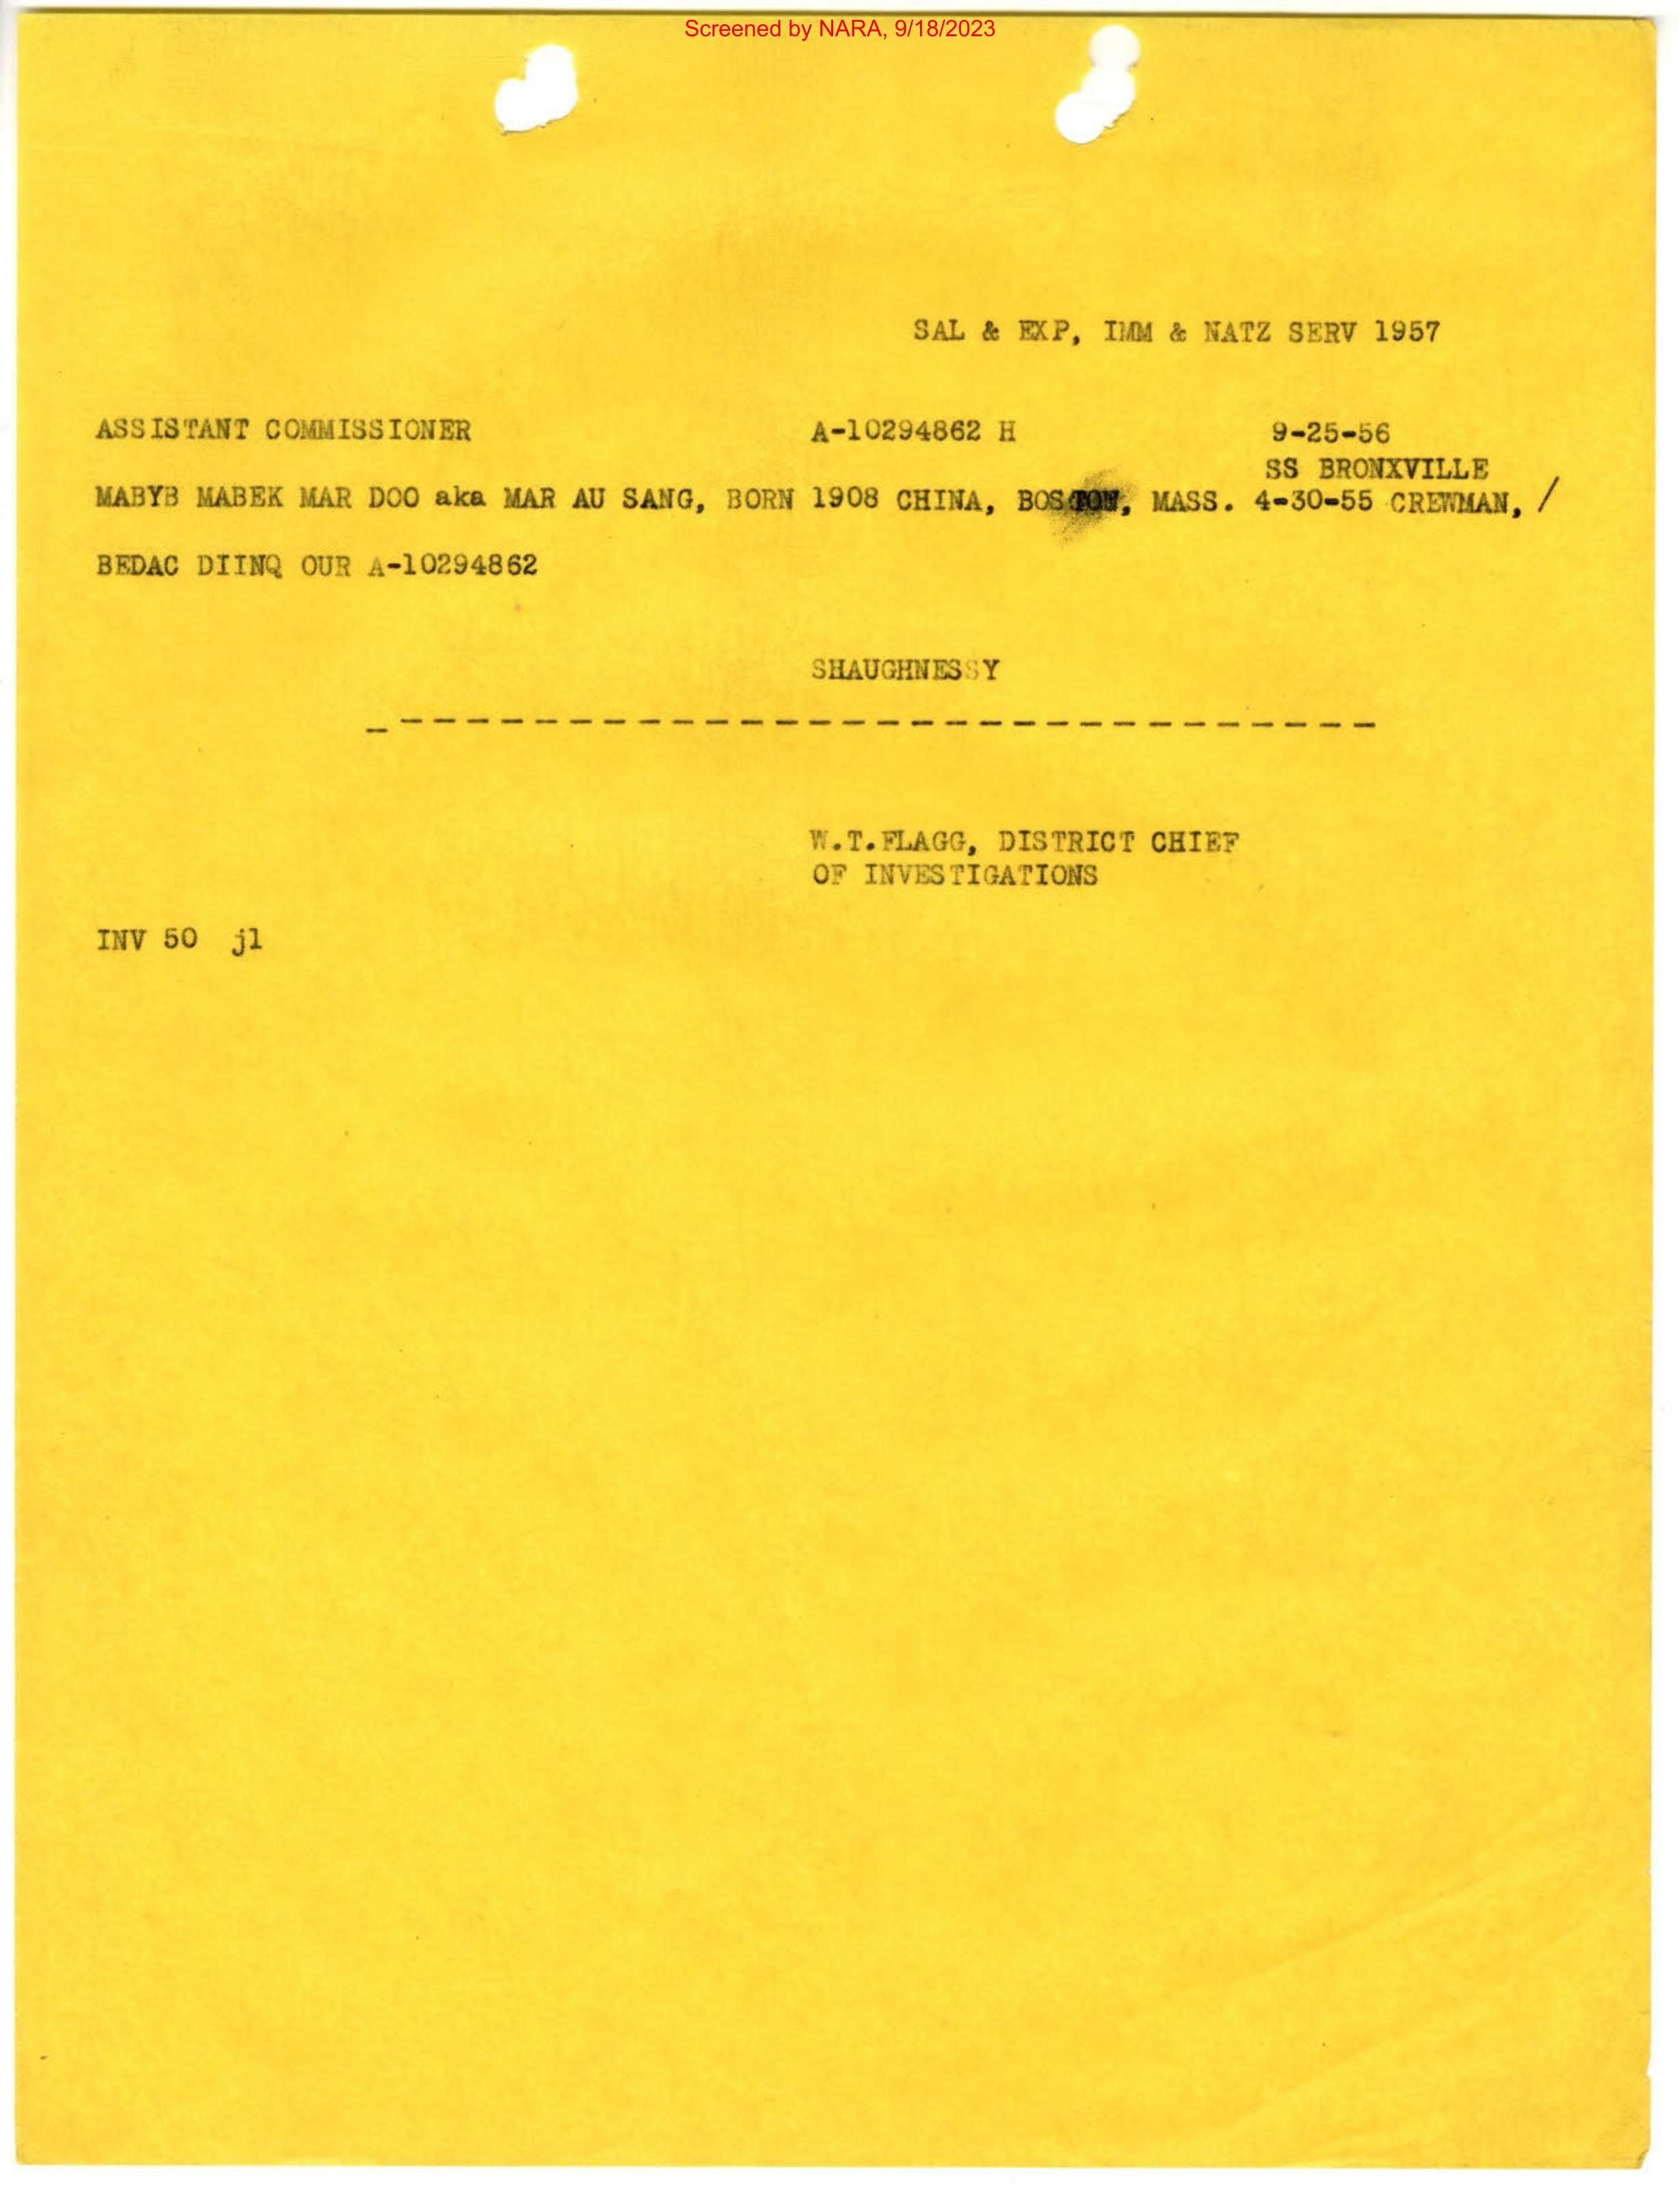 Screened by NARA, 9/18/2023
SAL & EXP, IMM & NATZ SERV 1957
ASSISTANT COMMISSIONER A-10294862 H 9-25-56
SS BRONXVILLE
MABYB MABEK MAR DOO aka MAR AU SANG, BORN 1908 CHINA, BOSTON, MASS. 4-30-55 CREWMAN, /
BEDAC DIINQ OUR A-10294862
SHAUGHNESSY
_ - - - - - - - - - - - - - - - - - - - - - - - - - - - - -
W.T.FLAGG, DISTRICT CHIEF
OF INVESTIGATIONS
INV 50 jl